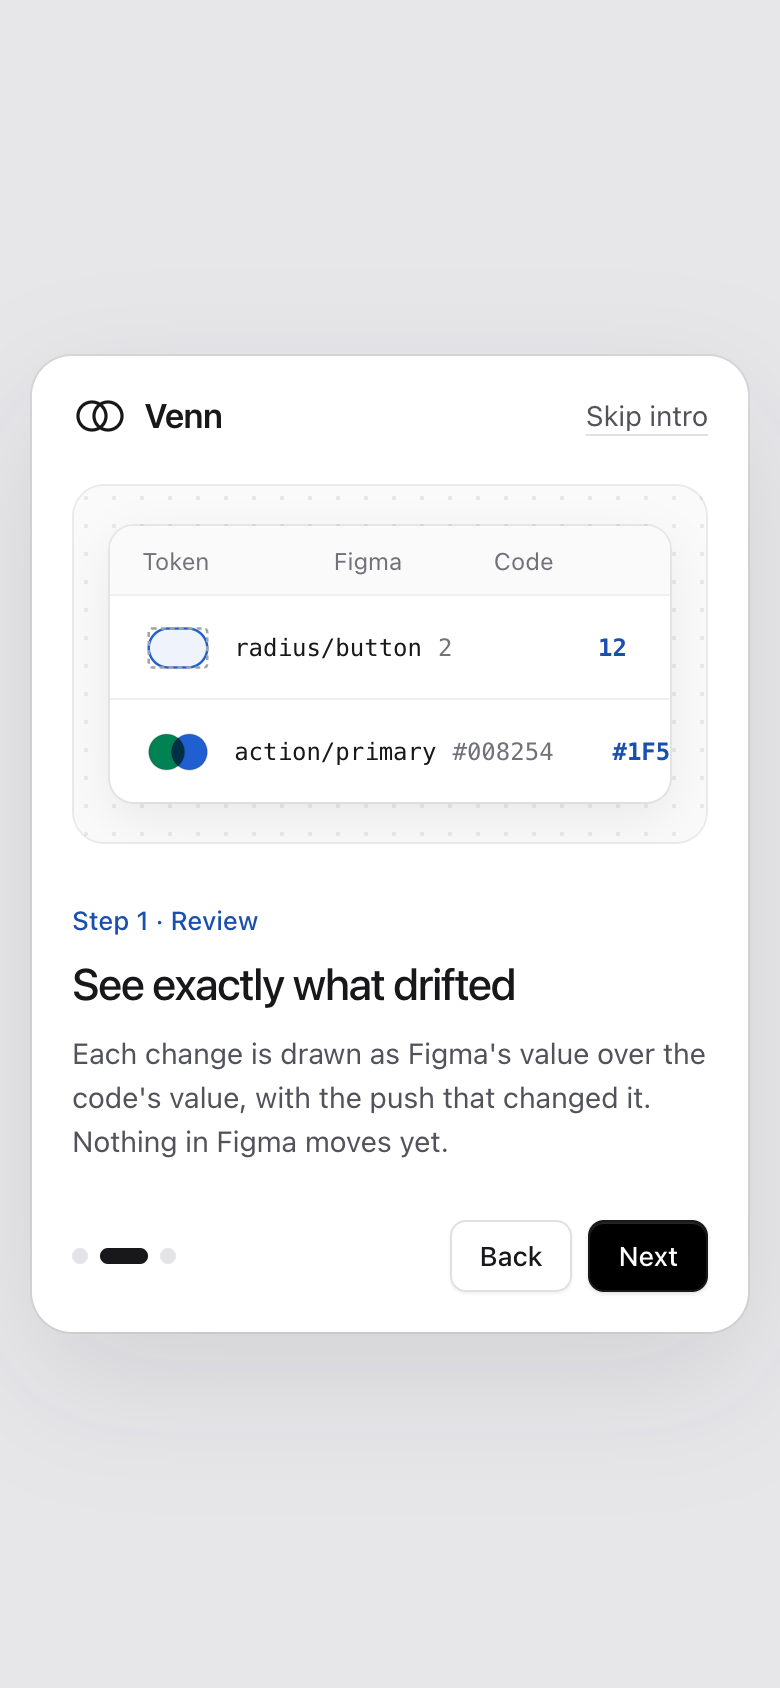 Venn
Skip intro
Token Figma Code
radius/button 2 12
action/primary #008254 #1F5
Step 1 · Review
See exactly what drifted
Each change is drawn as Figma's value over the
code's value, with the push that changed it.
Nothing in Figma moves yet.
Back
Next